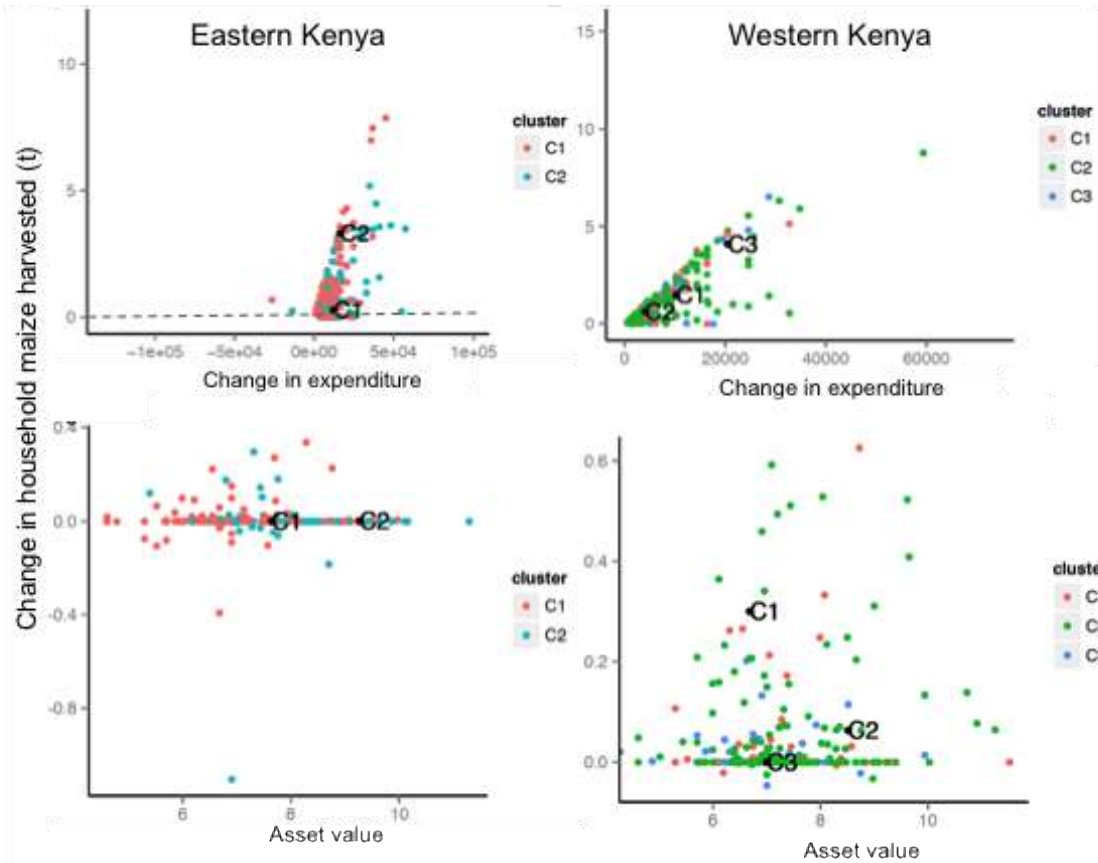 Eastern Kenya
Western Kenya
Change in household maize harvested (t)
10
5
0
−1e+05
−5e+04
0e+00
5e+04
1e+05
Change in expenditure
C2
C1
cluster
C1
C2
15
10
5
0
0
20000
40000
60000
Change in expenditure
C3
C1
C2
cluster
C1
C2
C3
0.4
0.0
-0.4
-0.8
6
8
10
Asset value
C1
C2
cluster
C1
C2
0.6
0.4
0.2
0.0
6
8
10
Asset value
C1
C2
C3
cluste
C
C
C